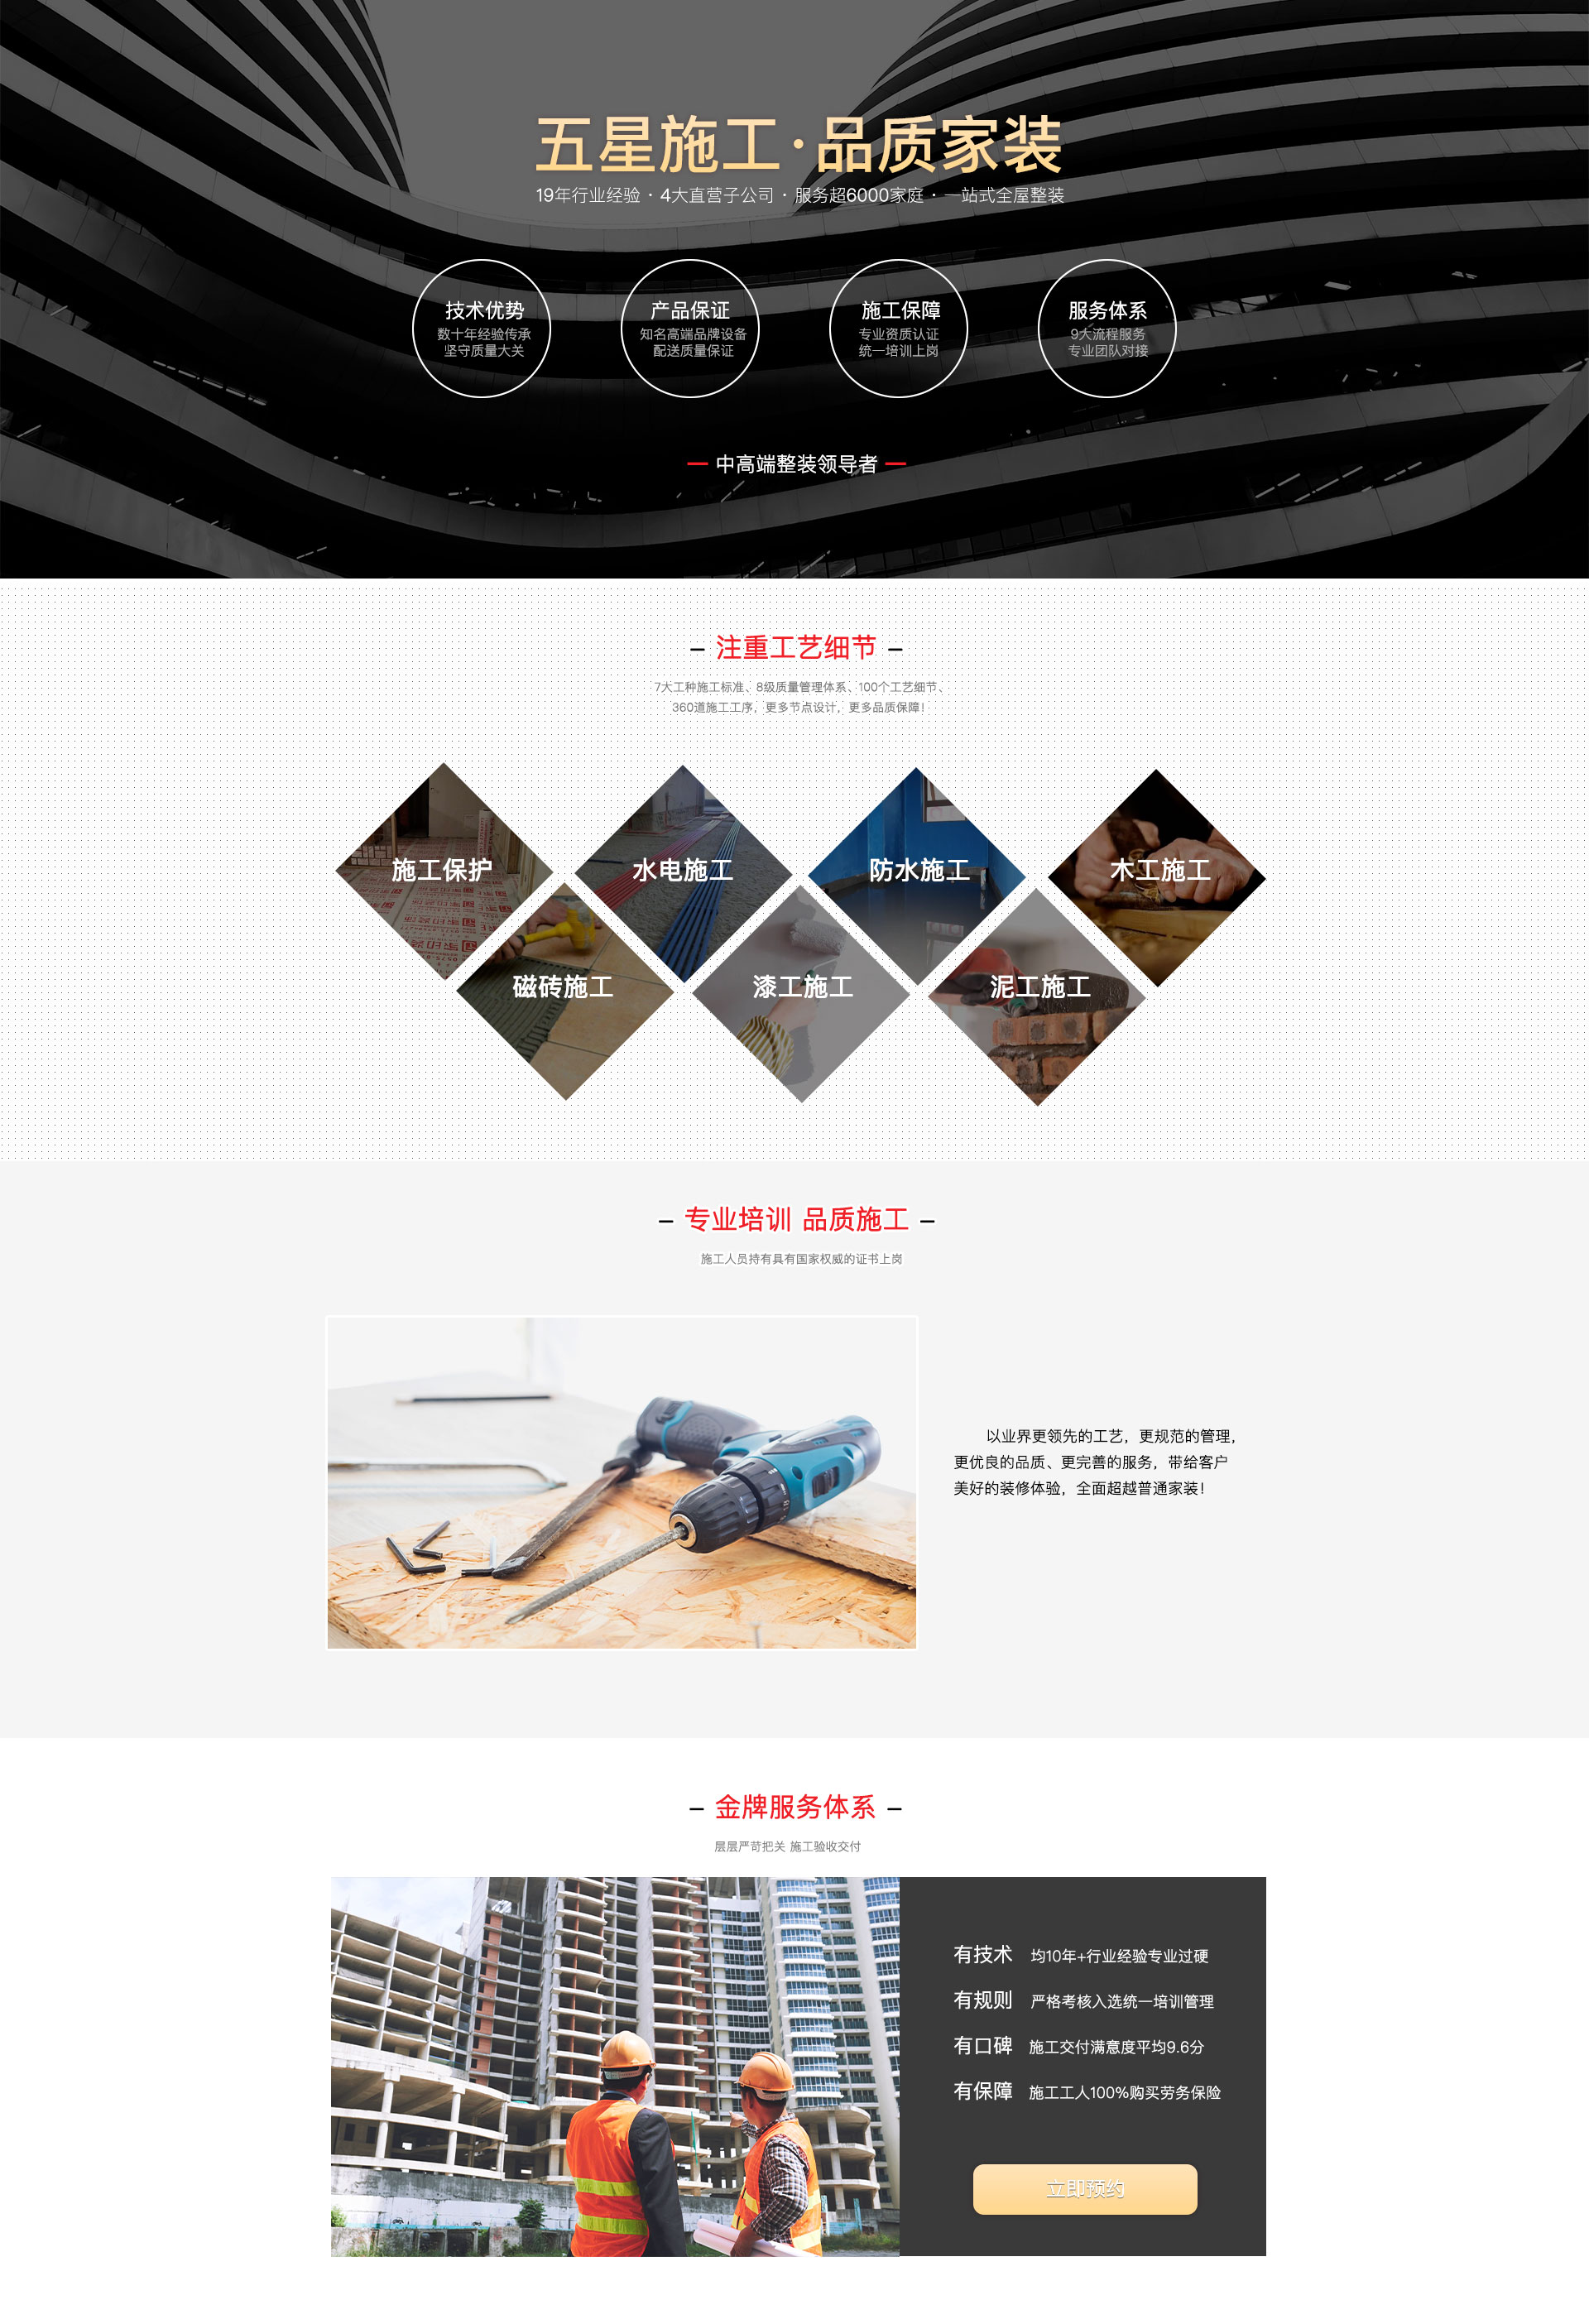 五星施工·品质家装
19年行业经验 · 4大直营子公司 · 服务超6000家庭 · 一站式全屋整装
技术优势
数十年经验传承
坚守质量大关
产品保证
知名高端品牌设备
配送质量保证
施工保障
专业资质认证
统一培训上岗
服务体系
9大流程服务
专业团队对接
中高端整装领导者
注重工艺细节
7大工种施工标准、8级质量管理体系、100个工艺细节、
360道施工工序，更多节点设计，更多品质保障！
施工保护
水电施工
防水施工
木工施工
磁砖施工
漆工施工
泥工施工
专业培训 品质施工
施工人员持有具有国家权威的证书上岗
以业界更领先的工艺，更规范的管理，
更优良的品质、更完善的服务，带给客户
美好的装修体验，全面超越普通家装！
金牌服务体系
层层严苛把关 施工验收交付
有技术 均10年+行业经验专业过硬
有规则 严格考核入选统一培训管理
有口碑 施工交付满意度平均9.6分
有保障 施工工人100%购买劳务保险
立即预约